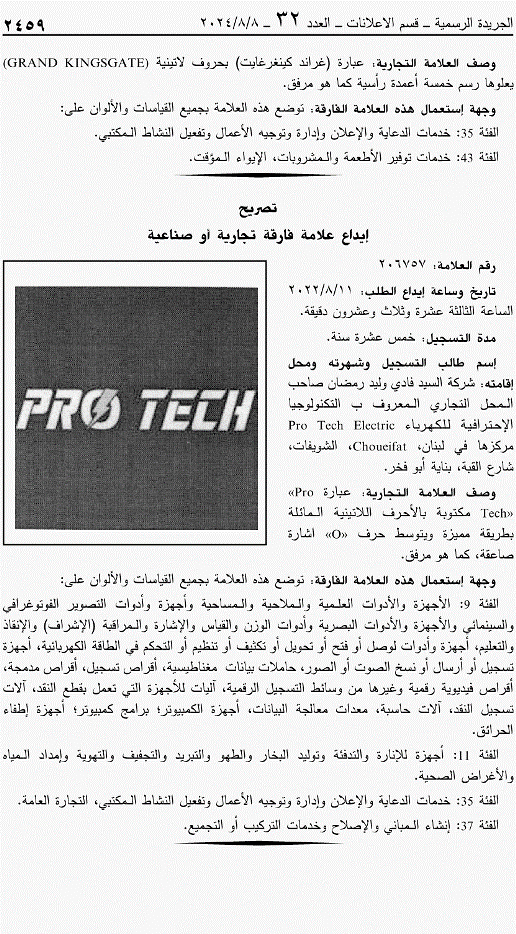 الجريدة الرسمية ــ قسم الاعلانات ــ العدد ٣٢ ــ ٢٠٢٤/٨/٨
٢٤٥٩
وصف العلامة التجارية: عبارة (غراند كينغزغايت) بحروف لاتينية (GRAND KINGSGATE)
يعلوها رسم خمسة أعمدة رأسية كما هو مرفق.
وجهة إستعمال هذه العلامة الفارقة: توضع هذه العلامة بجميع القياسات والألوان على:
الفئة 35: خدمات الدعاية والإعلان وإدارة وتوجيه الأعمال وتفعيل النشاط المكتبي.
الفئة 43: خدمات توفير الأطعمة والمشروبات، الإيواء المؤقت.
تصريح
إيداع علامة فارقة تجارية أو صناعية
رقم العلامة: ٢٠٦٧٥٧
تاريخ وساعة إيداع الطلب: ٢٠٢٢/٨/١١
الساعة الثالثة عشرة وثلاث وعشرون دقيقة.
مدة التسجيل: خمس عشرة سنة.
إسم طالب التسجيل وشهرته ومحل
إقامته: شركة السيد فادي وليد رمضان صاحب
المحل التجاري المعروف ب التكنولوجيا
الإحترافية للكهرباء Pro Tech Electric
مركزها في لبنان، Choueifat، الشويفات،
شارع القبة، بناية أبو فخر.
وصف العلامة التجارية: عبارة «Pro
Tech» مكتوبة بالأحرف اللاتينية المائلة
بطريقة مميزة ويتوسط حرف «O» اشارة
صاعقة، كما هو مرفق.
PRO TECH
وجهة إستعمال هذه العلامة الفارقة: توضع هذه العلامة بجميع القياسات والألوان على:
الفئة 9: الأجهزة والأدوات العلمية والملاحية والمساحية وأجهزة وأدوات التصوير الفوتوغرافي
والسينمائي والأجهزة والأدوات البصرية وأدوات الوزن والقياس والإشارة والمراقبة (الإشراف) والإنقاذ
والتعليم، أجهزة وأدوات لوصل أو فتح أو تحويل أو تكثيف أو تنظيم أو التحكم في الطاقة الكهربائية، أجهزة
تسجيل أو أرسال أو نسخ الصوت أو الصور، حاملات بيانات مغناطيسية، أقراص تسجيل، أقراص مدمجة،
أقراص فيديوية رقمية وغيرها من وسائط التسجيل الرقمية، آليات للأجهزة التي تعمل بقطع النقد، آلات
تسجيل النقد، آلات حاسبة، معدات معالجة البيانات، أجهزة الكمبيوتر؛ برامج كمبيوتر؛ أجهزة إطفاء
الحرائق.
الفئة 11: أجهزة للإنارة والتدفئة وتوليد البخار والطهو والتبريد والتجفيف والتهوية وإمداد المياه
والأغراض الصحية.
الفئة 35: خدمات الدعاية والإعلان وإدارة وتوجيه الأعمال وتفعيل النشاط المكتبي، التجارة العامة.
الفئة 37: إنشاء المباني والإصلاح وخدمات التركيب أو التجميع.